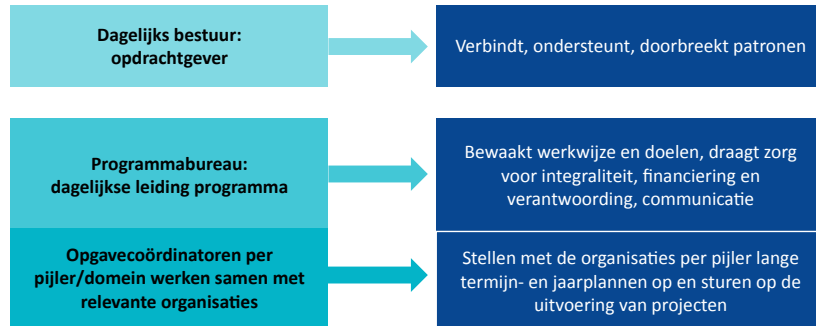 Dagelijks bestuur:
opdrachtgever
Verbindt, ondersteunt, doorbreekt patronen
Programmabureau:
dagelijkse leiding programma
Bewaakt werkwijze en doelen, draagt zorg
voor integraliteit, financiering en
verantwoording, communicatie
Opgavecoördinatoren per
pijler/domein werken samen met
relevante organisaties
Stellen met de organisaties per pijler lange
termijn- en jaarplannen op en sturen op de
uitvoering van projecten